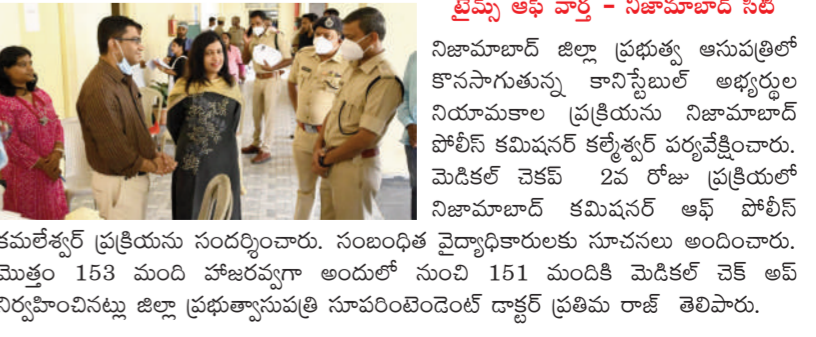 టైమ్స్ ఆఫ్ వార్త - నిజామాబాద్ సిటీ
నిజామాబాద్ జిల్లా ప్రభుత్వ ఆసుపత్రిలో
కొనసాగుతున్న కానిస్టేబుల్ అభ్యర్థుల
నియామకాల ప్రక్రియను నిజామాబాద్
పోలీస్ కమిషనర్ కల్మేశ్వర్ పర్యవేక్షించారు.
మెడికల్ చెకప్ 2వ రోజు ప్రక్రియలో
నిజామాబాద్ కమిషనర్ ఆఫ్ పోలీస్
కమలేశ్వర్ ప్రక్రియను సందర్శించారు. సంబంధిత వైద్యాధికారులకు సూచనలు అందించారు.
మొత్తం 153 మంది హాజరవ్వగా అందులో నుంచి 151 మందికి మెడికల్ చెక్ అప్
నిర్వహించినట్లు జిల్లా ప్రభుత్వాసుపత్రి సూపరింటెండెంట్ డాక్టర్ ప్రతిమ రాజ్ తెలిపారు.